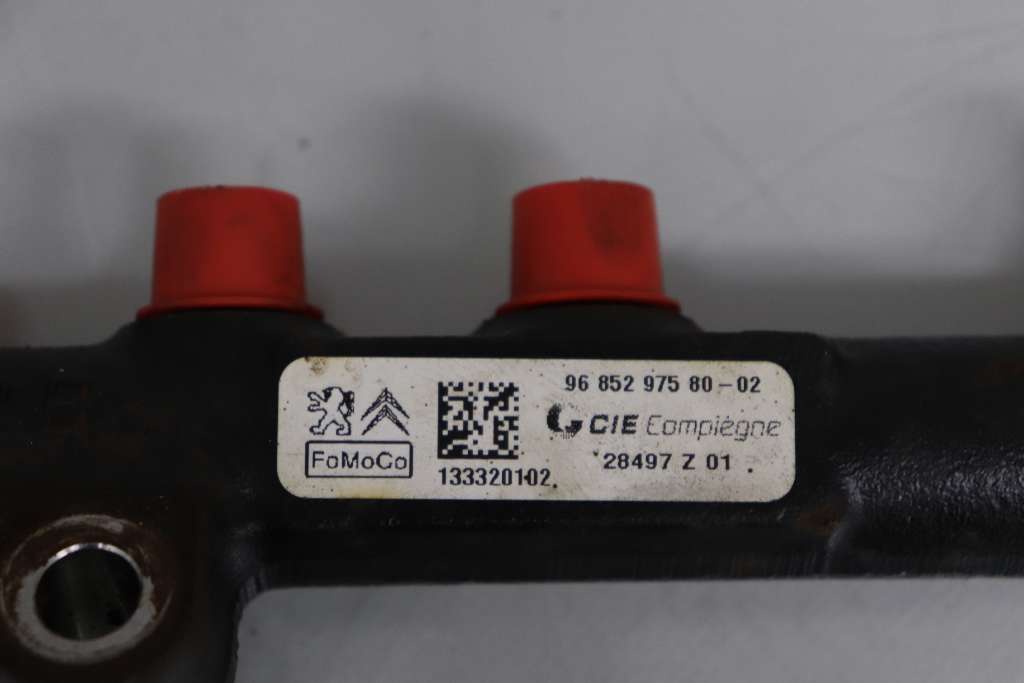 96 852 975 80-02
CIE Compiègne
FoMoCo
133320102.
28497 Z 01 .